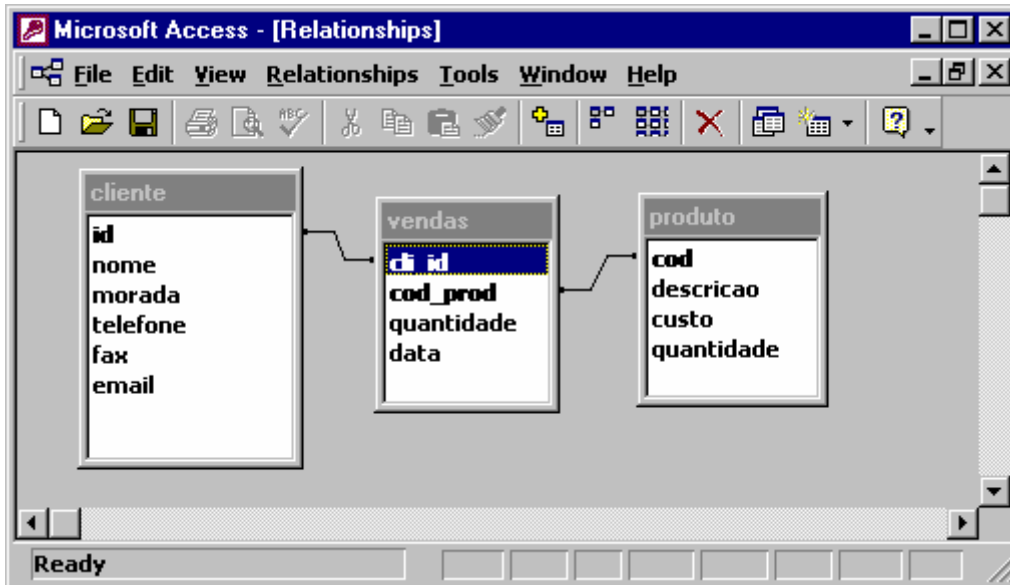 Microsoft Access - [Relationships]
File Edit View Relationships Tools Window Help
ABC
cliente
id
nome
morada
telefone
fax
email
vendas
cli_id
cod_prod
quantidade
data
produto
cod
descricao
custo
quantidade
Ready